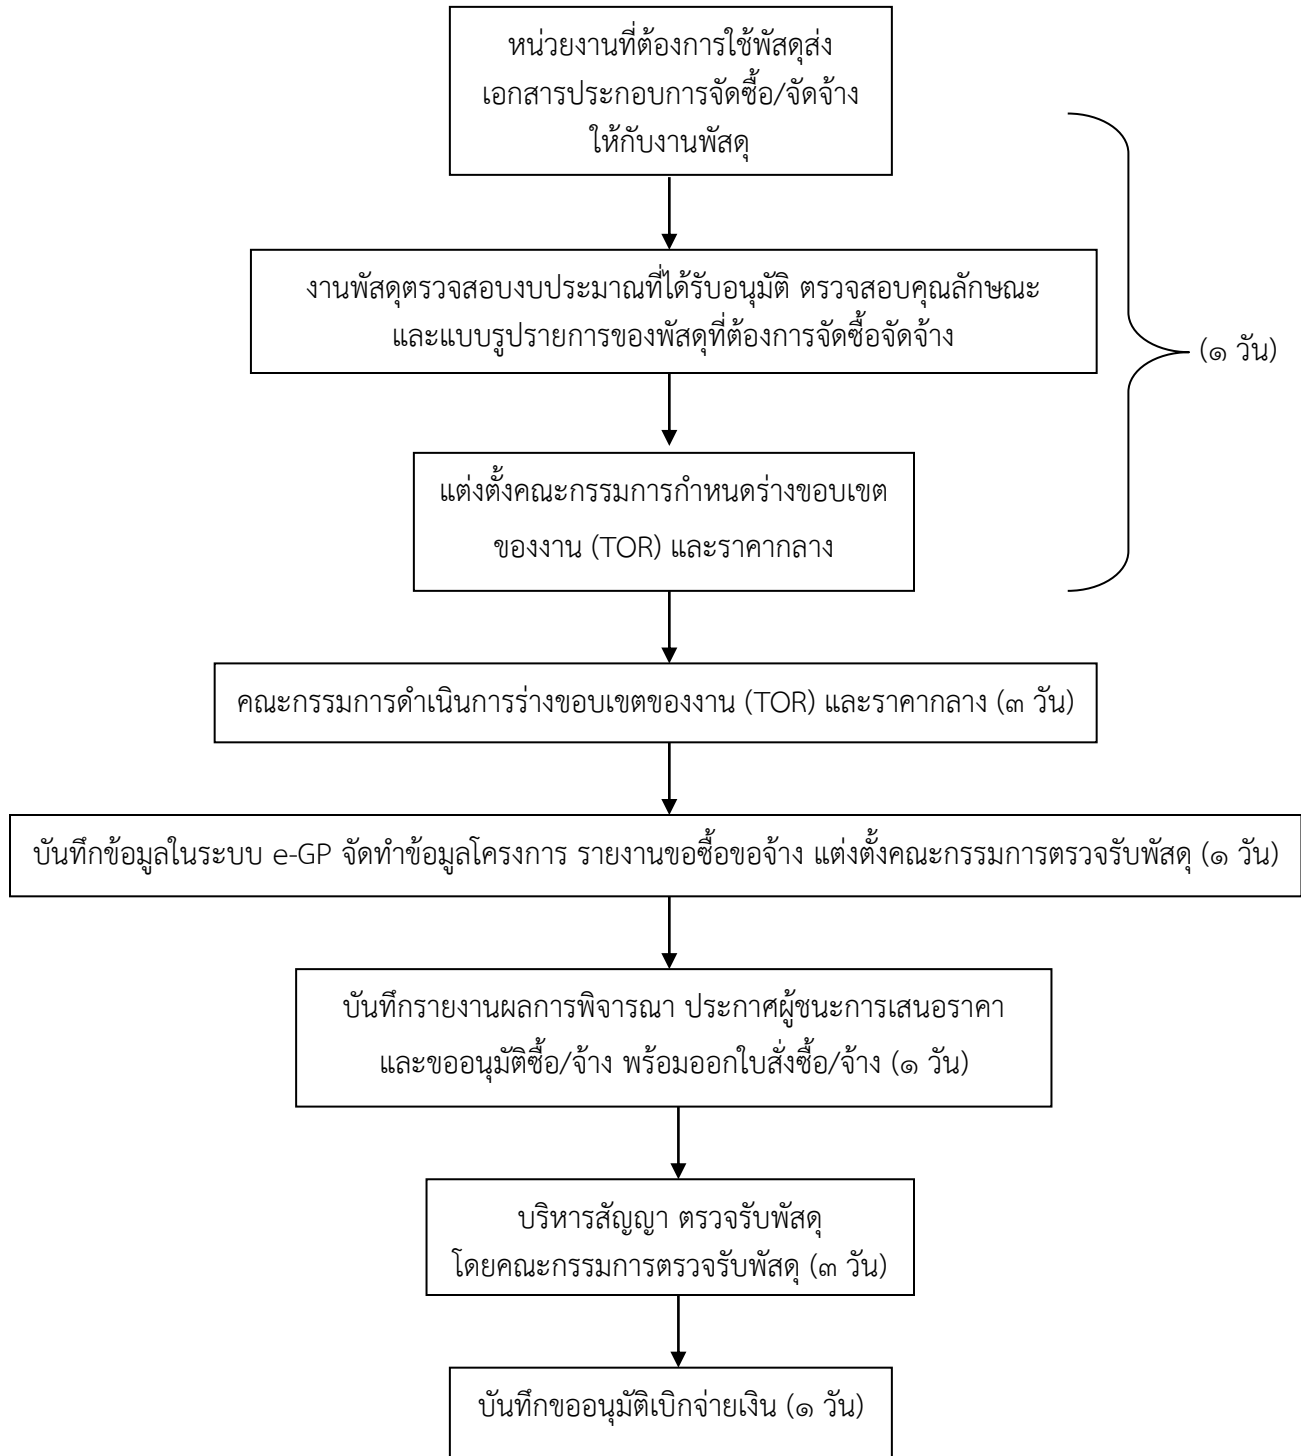 หน่วยงานที่ต้องการใช้พัสดุส่ง
เอกสารประกอบการจัดซื้อ/จัดจ้าง
ให้กับงานพัสดุ
งานพัสดุตรวจสอบงบประมาณที่ได้รับอนุมัติ ตรวจสอบคุณลักษณะ
และแบบรูปรายการของพัสดุที่ต้องการจัดซื้อจัดจ้าง
(๑ วัน)
แต่งตั้งคณะกรรมการกำหนดร่างขอบเขต
ของงาน (TOR) และราคากลาง
คณะกรรมการดำเนินการร่างขอบเขตของงาน (TOR) และราคากลาง (๓ วัน)
บันทึกข้อมูลในระบบ e-GP จัดทำข้อมูลโครงการ รายงานขอซื้อขอจ้าง แต่งตั้งคณะกรรมการตรวจรับพัสดุ (๑ วัน)
บันทึกรายงานผลการพิจารณา ประกาศผู้ชนะการเสนอราคา
และขออนุมัติซื้อ/จ้าง พร้อมออกใบสั่งซื้อ/จ้าง (๑ วัน)
บริหารสัญญา ตรวจรับพัสดุ
โดยคณะกรรมการตรวจรับพัสดุ (๓ วัน)
บันทึกขออนุมัติเบิกจ่ายเงิน (๑ วัน)